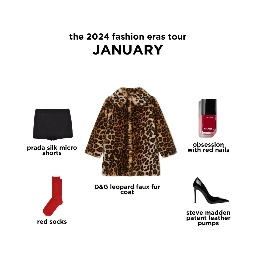 the 2024 fashion eras tour
JANUARY
prada silk micro
shorts
obsession
with red nails
D&G leopard faux fur
coat
red socks
steve madden
patent leather
pumps